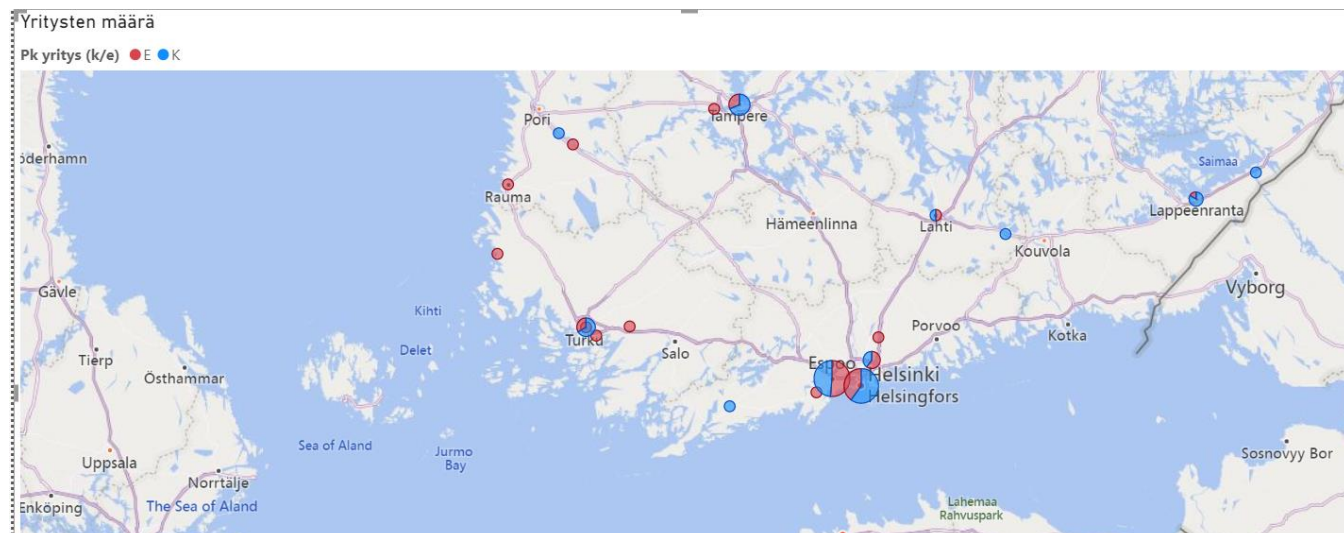 Yritysten määrä
Pk yritys (k/e) E K
Pori
Tampere
Saimaa
Rauma
Lappeenranta
Hämeenlinna
Lahti
Kouvola
Gävle
Vyborg
Kihti
Turku
Porvoo
Kotka
Delet
Salo
Tierp
Östhammar
Espoo
Helsinki
Helsingfors
Sea of Aland
Jurmo
Bay
Uppsala
Sosnovyy Bor
Norrtälje
Enköping
The Sea of Aland
Lahemaa
Rahvuspark